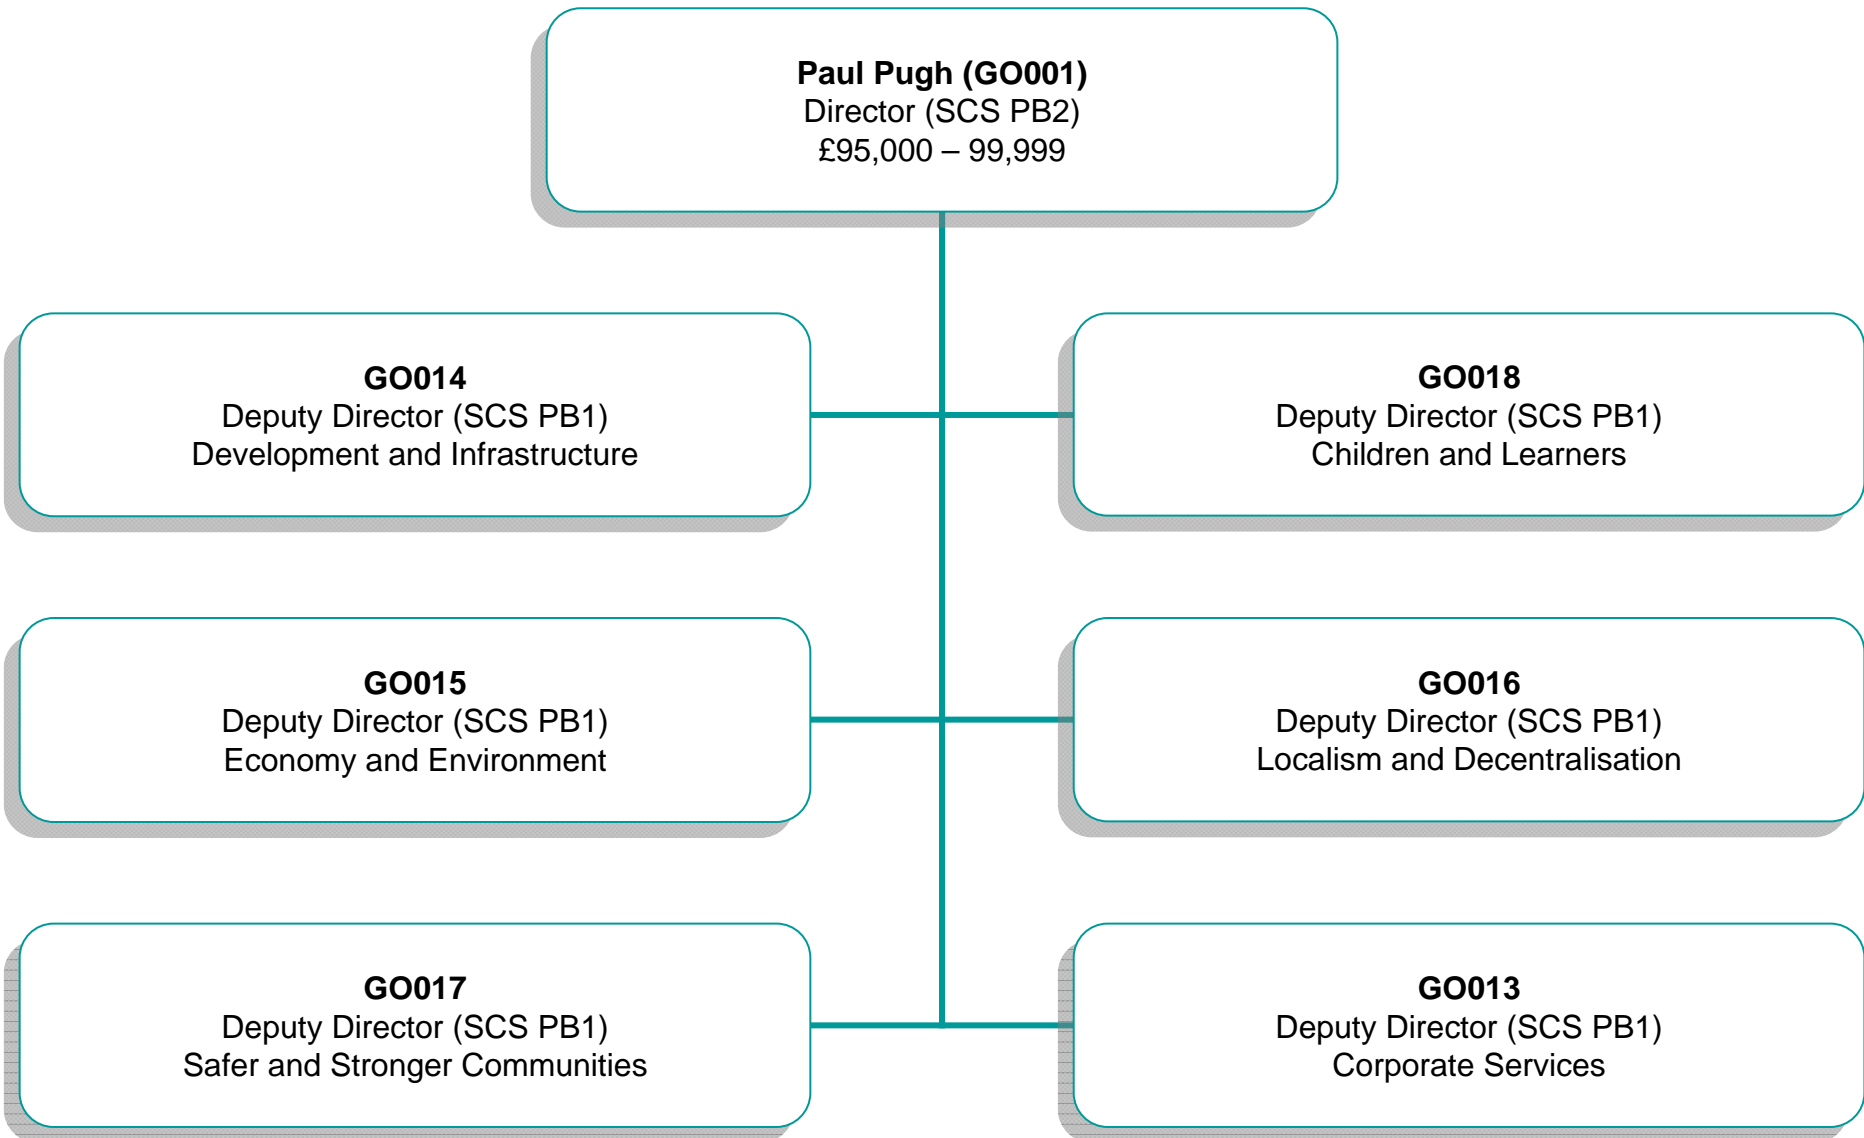 Paul Pugh (GO001)
Director (SCS PB2)
£95,000 – 99,999
GO014
Deputy Director (SCS PB1)
Development and Infrastructure
GO018
Deputy Director (SCS PB1)
Children and Learners
GO015
Deputy Director (SCS PB1)
Economy and Environment
GO016
Deputy Director (SCS PB1)
Localism and Decentralisation
GO017
Deputy Director (SCS PB1)
Safer and Stronger Communities
GO013
Deputy Director (SCS PB1)
Corporate Services